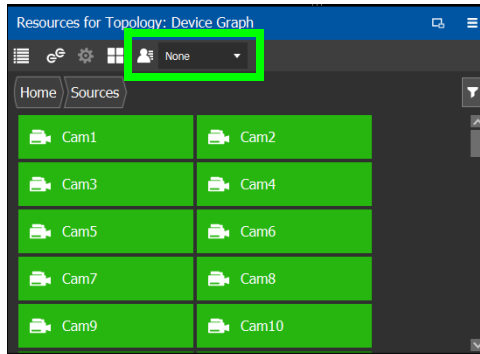 Resources for Topology: Device Graph
None
Home Sources
Cam1 Cam2
Cam3 Cam4
Cam5 Cam6
Cam7 Cam8
Cam9 Cam10